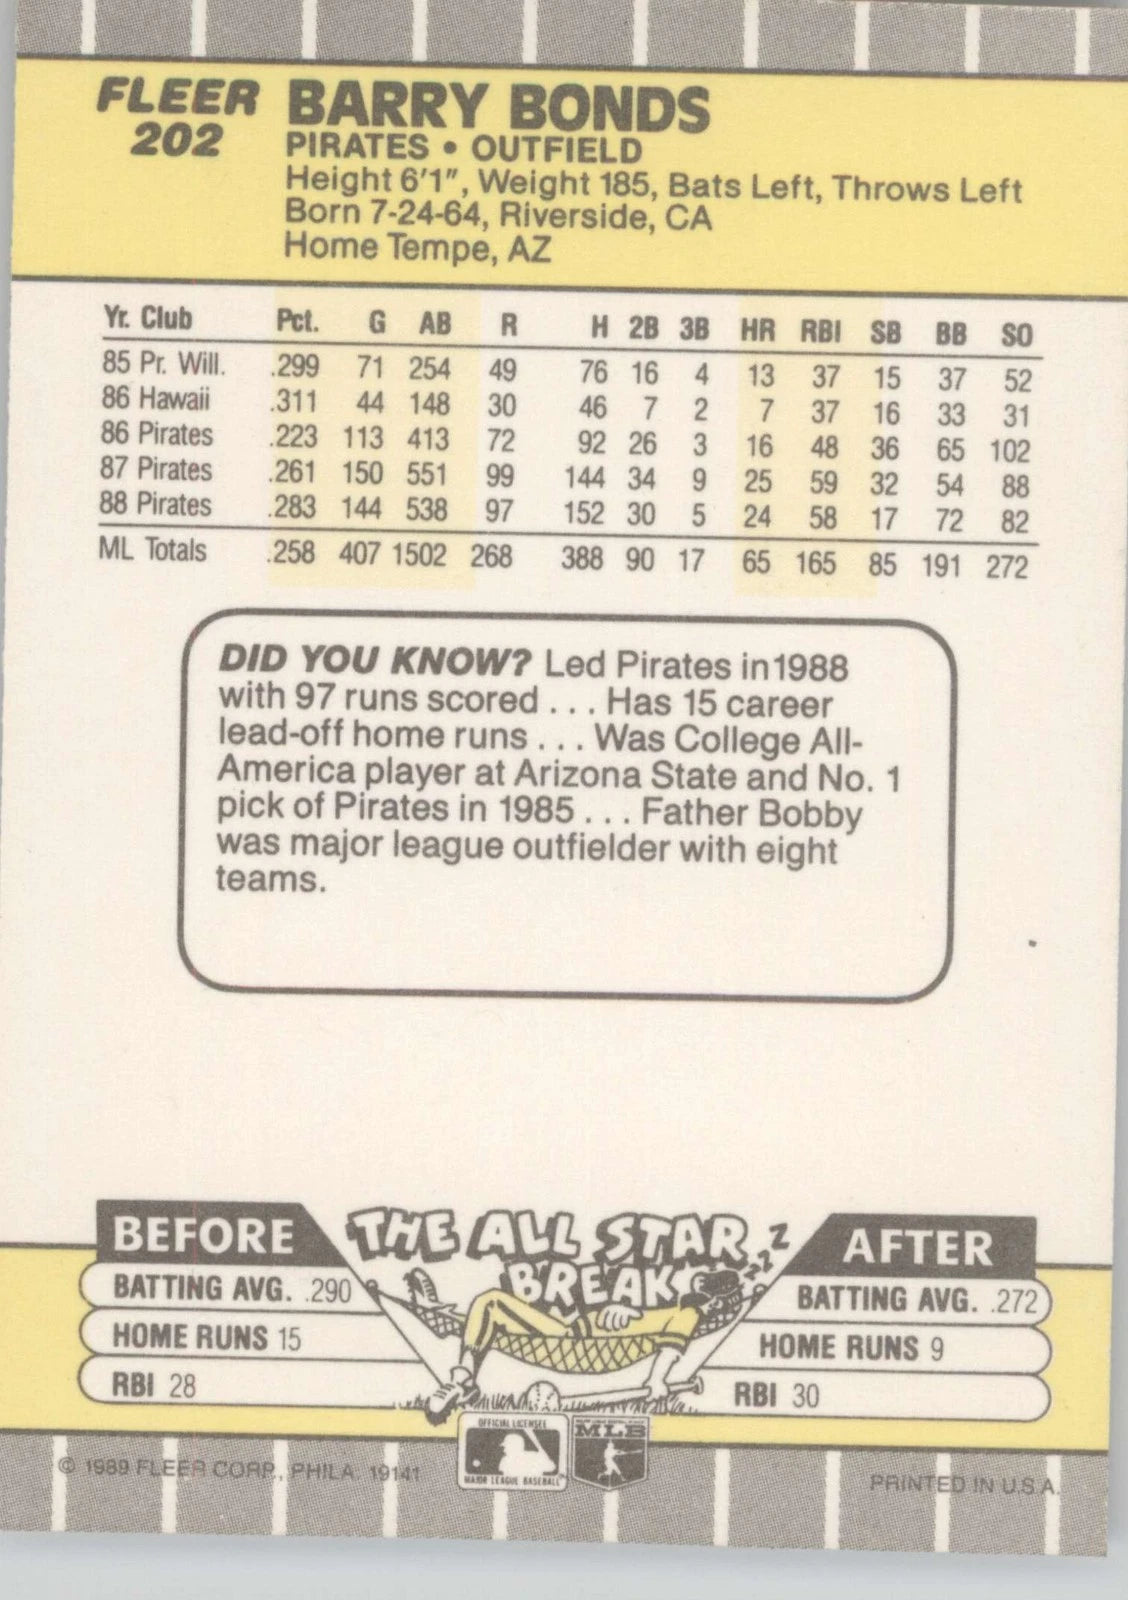 FLEER
202
BARRY BONDS
PIRATES • OUTFIELD
Height 6'1", Weight 185, Bats Left, Throws Left
Born 7-24-64, Riverside, CA
Home Tempe, AZ
Yr. Club Pct. G AB R H 2B 3B HR RBI SB BB SO
85 Pr. Will. .299 71 254 49 76 16 4 13 37 15 37 52
86 Hawaii .311 44 148 30 46 7 2 7 37 16 33 31
86 Pirates .223 113 413 72 92 26 3 16 48 36 65 102
87 Pirates .261 150 551 99 144 34 9 25 59 32 54 88
88 Pirates .283 144 538 97 152 30 5 24 58 17 72 82
ML Totals .258 407 1502 268 388 90 17 65 165 85 191 272
DID YOU KNOW? Led Pirates in 1988
with 97 runs scored . . . Has 15 career
lead-off home runs . . . Was College All-
America player at Arizona State and No. 1
pick of Pirates in 1985 . . . Father Bobby
was major league outfielder with eight
teams.
BEFORE
THE ALL STAR
BREAK
ZZZ
AFTER
BATTING AVG. .290
HOME RUNS 15
RBI 28
BATTING AVG. .272
HOME RUNS 9
RBI 30
OFFICIAL LICENSEE
MAJOR LEAGUE BASEBALL
MLB
© 1989 FLEER CORP., PHILA. 19141
PRINTED IN U.S.A.